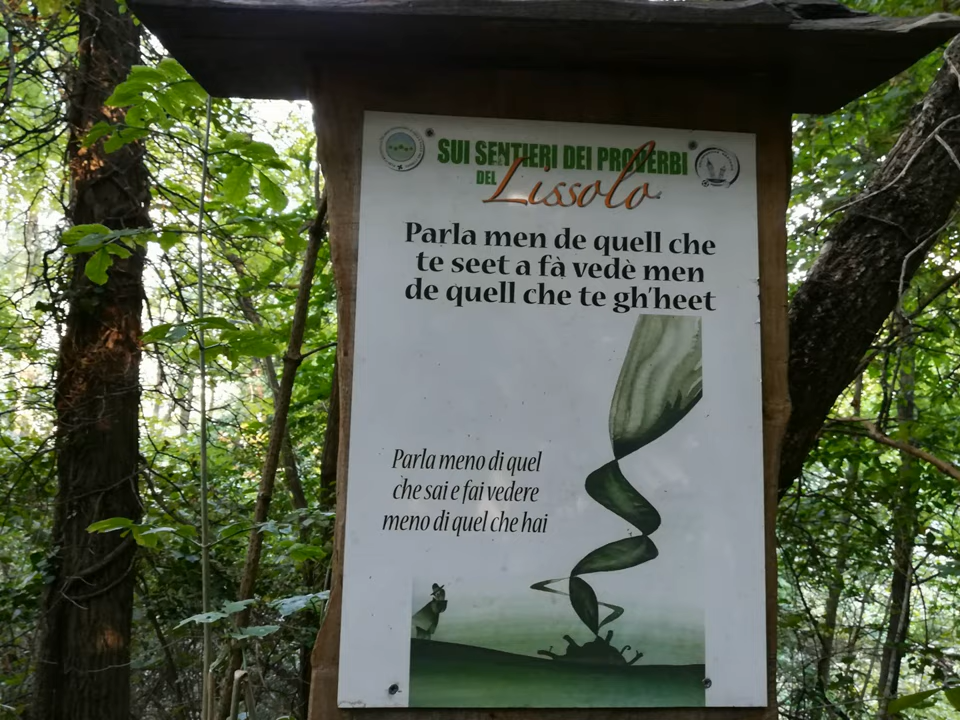 SUI SENTIERI DEI PROVERBI
DEL Lissolo
Parla men de quell che
te seet a fà vedè men
de quell che te gh'heet
Parla meno di quel
che sai e fai vedere
meno di quel che hai